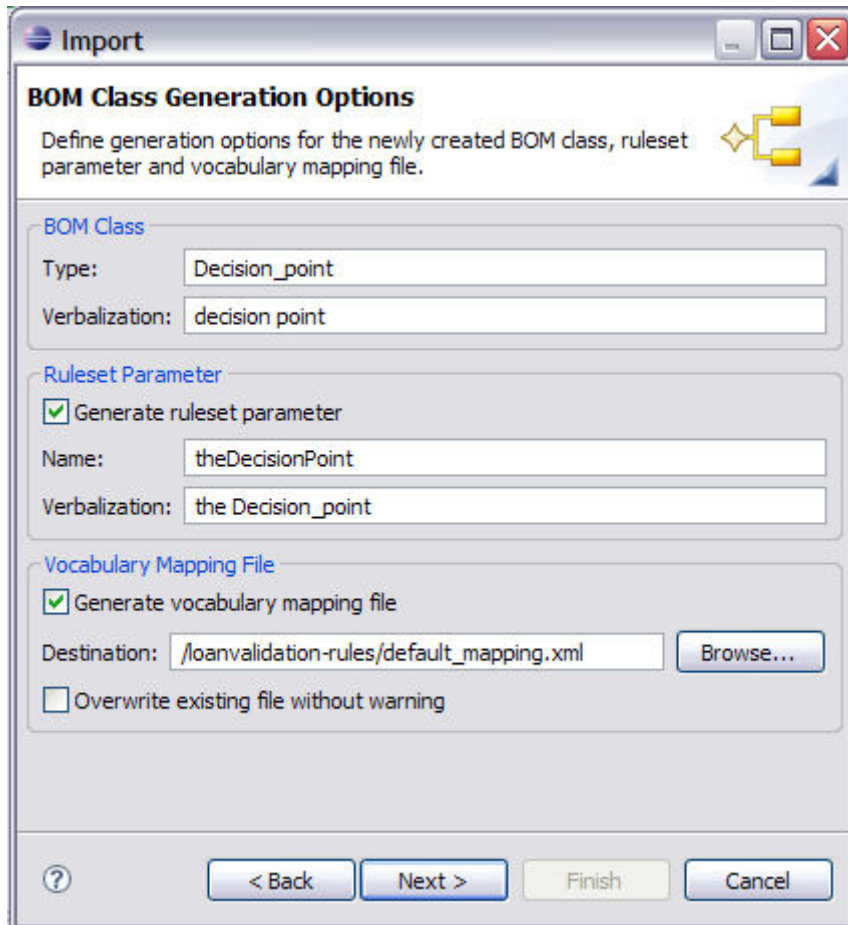 Import
BOM Class Generation Options
Define generation options for the newly created BOM class, ruleset
parameter and vocabulary mapping file.
BOM Class
Type: Decision_point
Verbalization: decision point
Ruleset Parameter
Generate ruleset parameter
Name: theDecisionPoint
Verbalization: the Decision_point
Vocabulary Mapping File
Generate vocabulary mapping file
Destination: /loanvalidation-rules/default_mapping.xml Browse...
Overwrite existing file without warning
? < Back Next > Finish Cancel